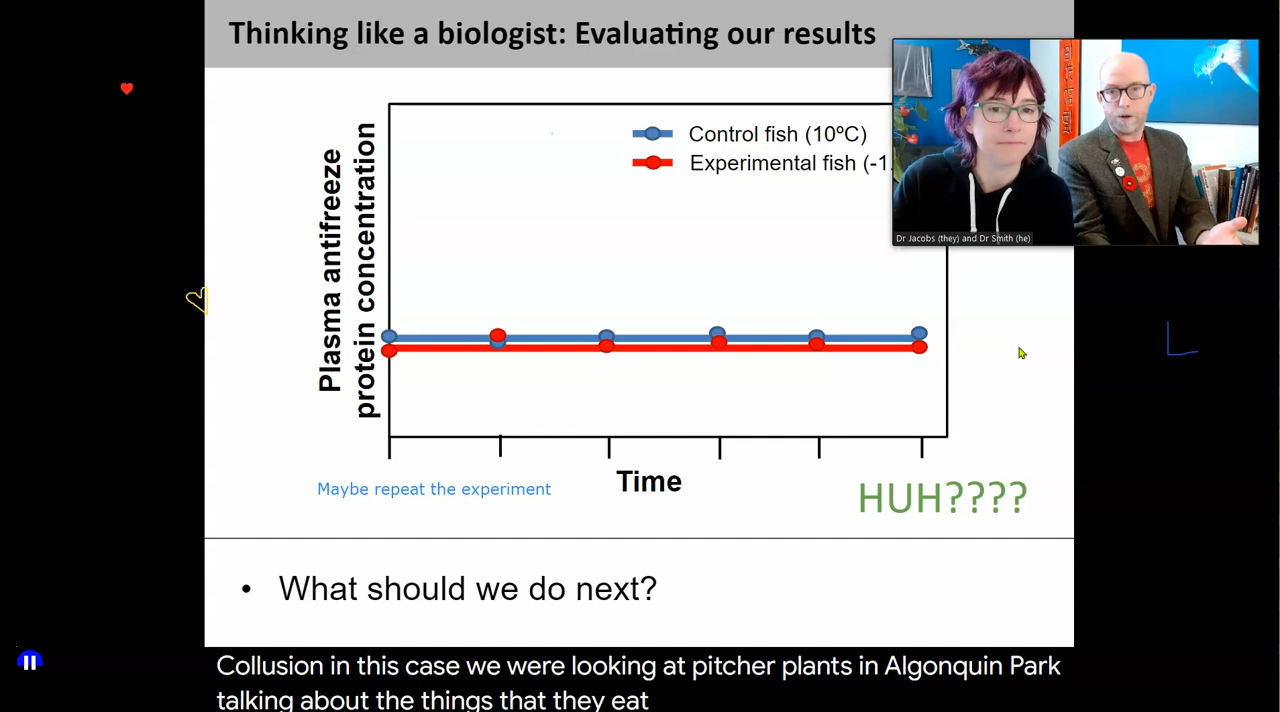 Thinking like a biologist: Evaluating our results
Control fish (10ºC)
Experimental fish (-1.
Plasma antifreeze
protein concentration
Dr Jacobs (they) and Dr Smith (he)
Time
Maybe repeat the experiment
HUH????
• What should we do next?
Collusion in this case we were looking at pitcher plants in Algonquin Park
talking about the things that they eat